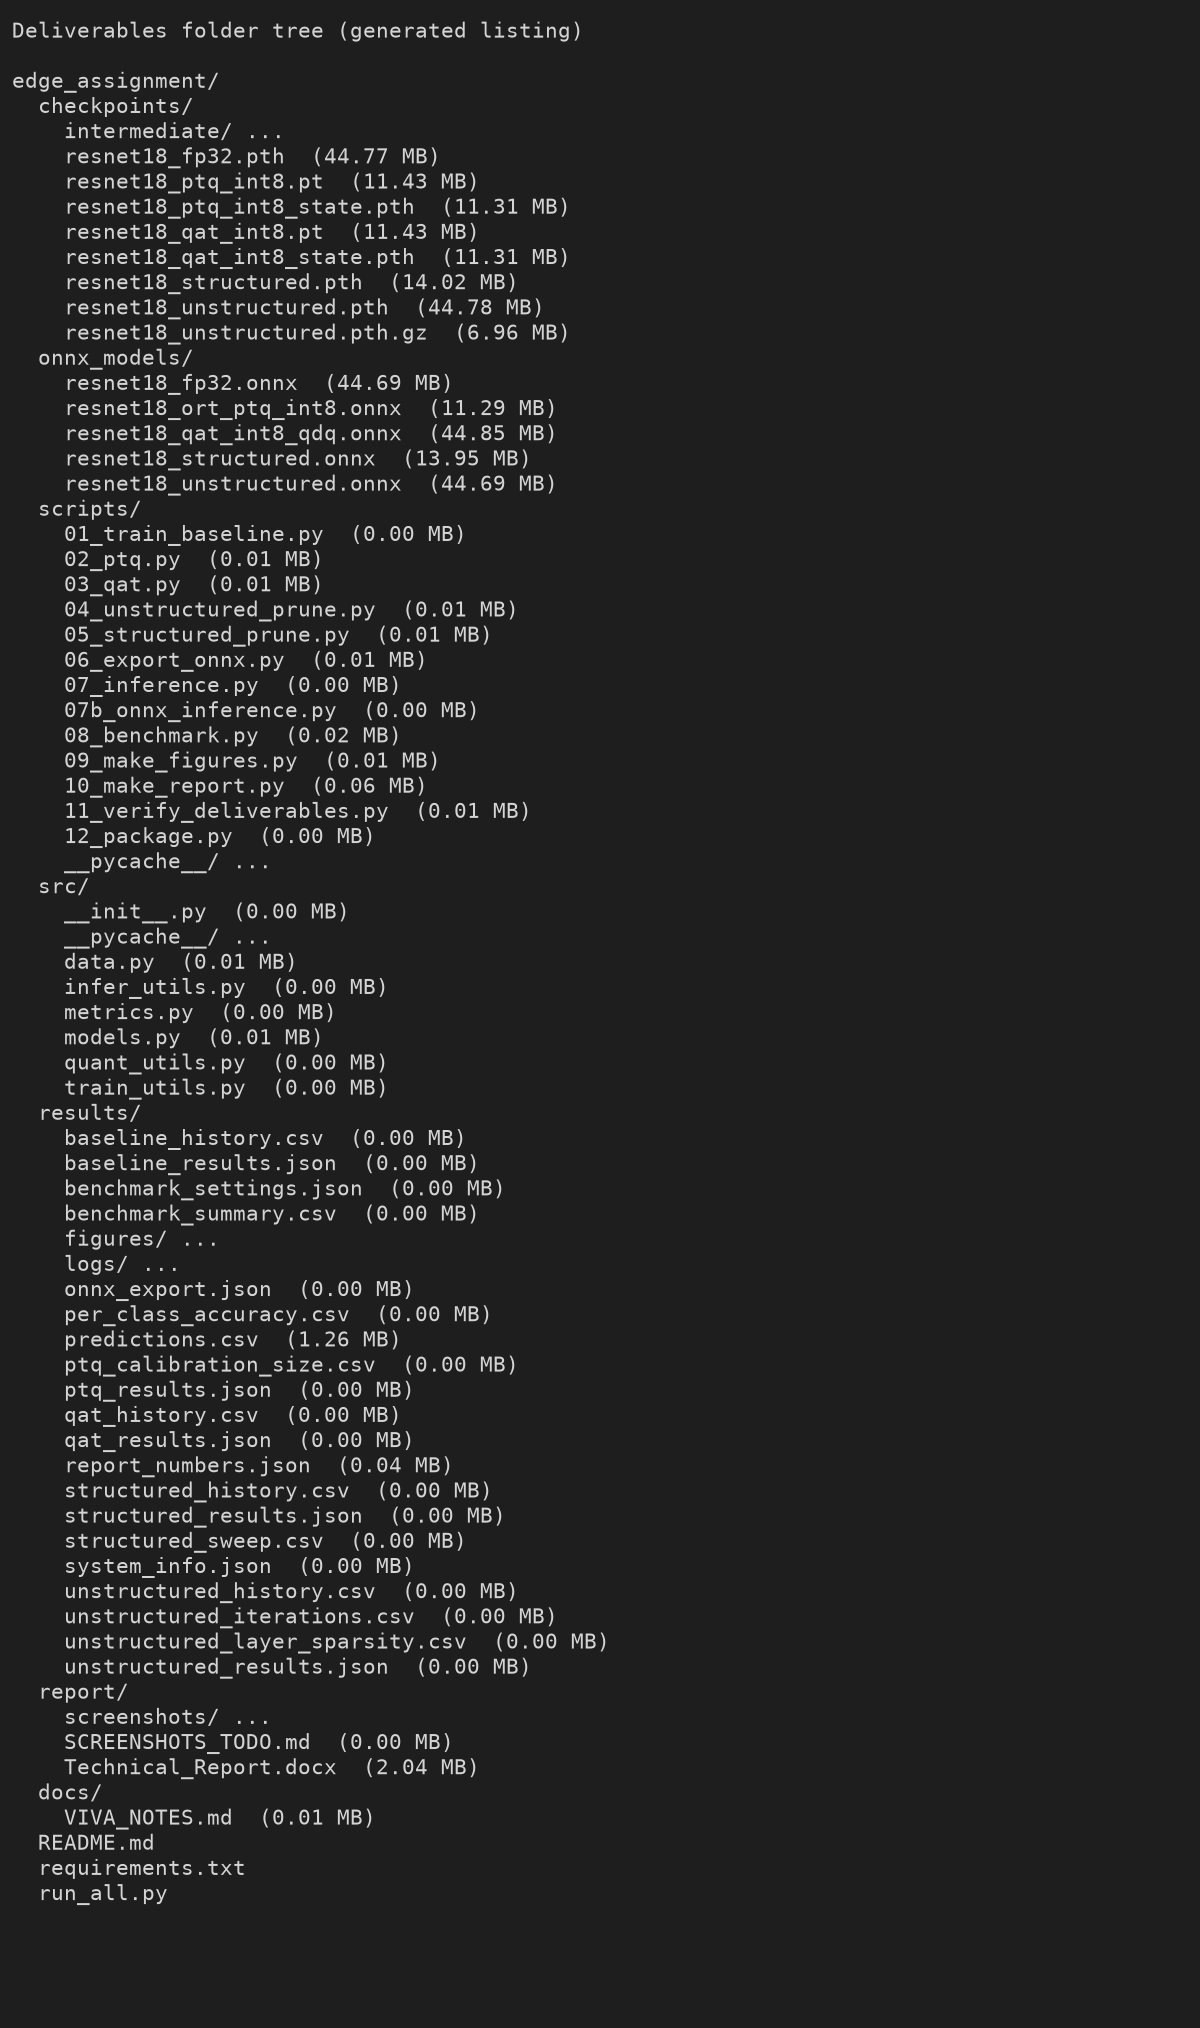 Deliverables folder tree (generated listing)

edge_assignment/
  checkpoints/
    intermediate/ ...
    resnet18_fp32.pth  (44.77 MB)
    resnet18_ptq_int8.pt  (11.43 MB)
    resnet18_ptq_int8_state.pth  (11.31 MB)
    resnet18_qat_int8.pt  (11.43 MB)
    resnet18_qat_int8_state.pth  (11.31 MB)
    resnet18_structured.pth  (14.02 MB)
    resnet18_unstructured.pth  (44.78 MB)
    resnet18_unstructured.pth.gz  (6.96 MB)
  onnx_models/
    resnet18_fp32.onnx  (44.69 MB)
    resnet18_ort_ptq_int8.onnx  (11.29 MB)
    resnet18_qat_int8_qdq.onnx  (44.85 MB)
    resnet18_structured.onnx  (13.95 MB)
    resnet18_unstructured.onnx  (44.69 MB)
  scripts/
    01_train_baseline.py  (0.00 MB)
    02_ptq.py  (0.01 MB)
    03_qat.py  (0.01 MB)
    04_unstructured_prune.py  (0.01 MB)
    05_structured_prune.py  (0.01 MB)
    06_export_onnx.py  (0.01 MB)
    07_inference.py  (0.00 MB)
    07b_onnx_inference.py  (0.00 MB)
    08_benchmark.py  (0.02 MB)
    09_make_figures.py  (0.01 MB)
    10_make_report.py  (0.06 MB)
    11_verify_deliverables.py  (0.01 MB)
    12_package.py  (0.00 MB)
    __pycache__/ ...
  src/
    __init__.py  (0.00 MB)
    __pycache__/ ...
    data.py  (0.01 MB)
    infer_utils.py  (0.00 MB)
    metrics.py  (0.00 MB)
    models.py  (0.01 MB)
    quant_utils.py  (0.00 MB)
    train_utils.py  (0.00 MB)
  results/
    baseline_history.csv  (0.00 MB)
    baseline_results.json  (0.00 MB)
    benchmark_settings.json  (0.00 MB)
    benchmark_summary.csv  (0.00 MB)
    figures/ ...
    logs/ ...
    onnx_export.json  (0.00 MB)
    per_class_accuracy.csv  (0.00 MB)
    predictions.csv  (1.26 MB)
    ptq_calibration_size.csv  (0.00 MB)
    ptq_results.json  (0.00 MB)
    qat_history.csv  (0.00 MB)
    qat_results.json  (0.00 MB)
    report_numbers.json  (0.04 MB)
    structured_history.csv  (0.00 MB)
    structured_results.json  (0.00 MB)
    structured_sweep.csv  (0.00 MB)
    system_info.json  (0.00 MB)
    unstructured_history.csv  (0.00 MB)
    unstructured_iterations.csv  (0.00 MB)
    unstructured_layer_sparsity.csv  (0.00 MB)
    unstructured_results.json  (0.00 MB)
  report/
    screenshots/ ...
    SCREENSHOTS_TODO.md  (0.00 MB)
    Technical_Report.docx  (2.04 MB)
  docs/
    VIVA_NOTES.md  (0.01 MB)
  README.md
  requirements.txt
  run_all.py